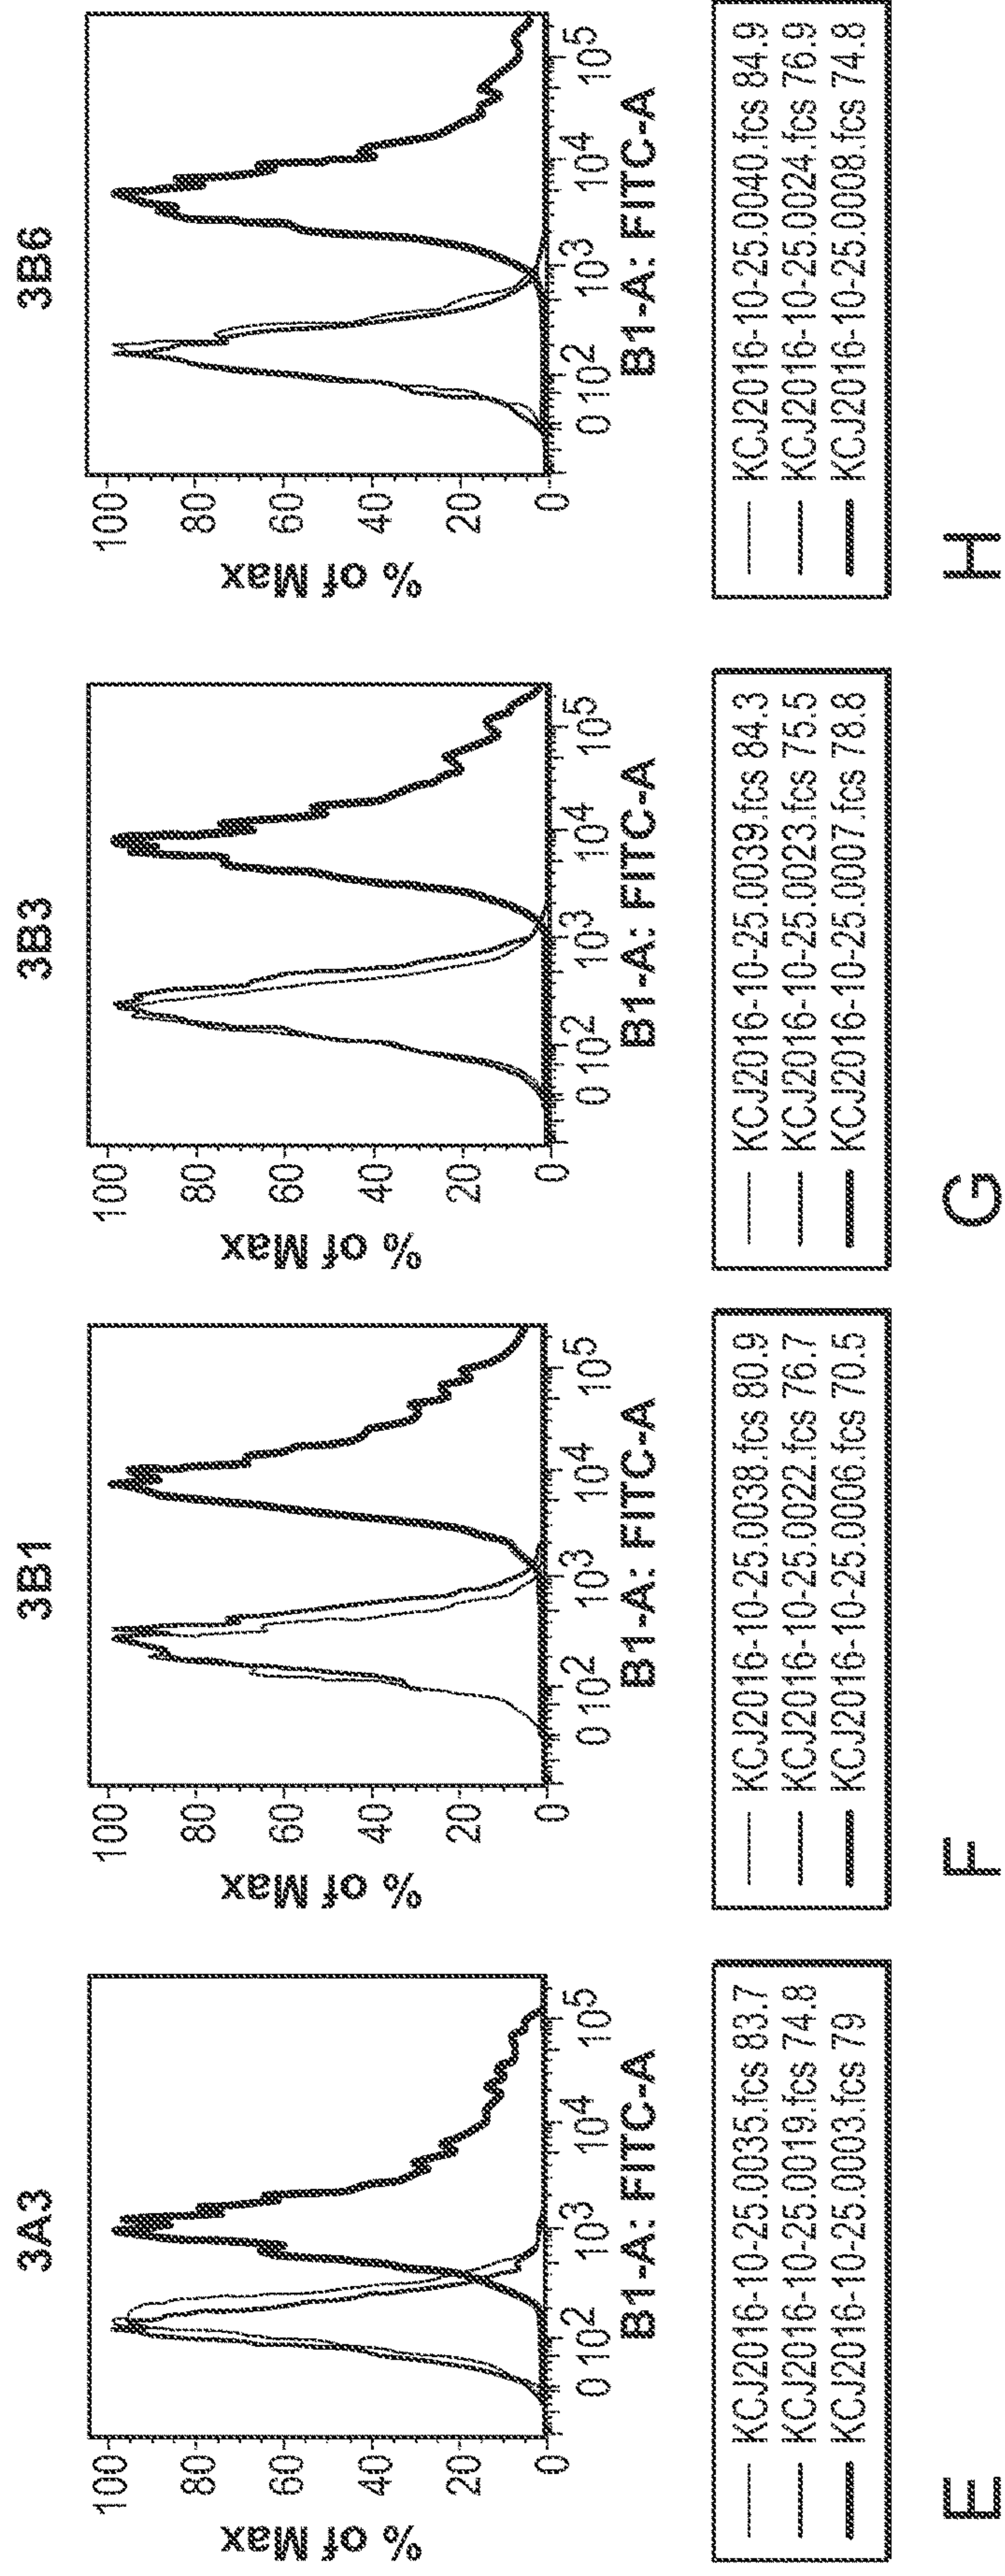 3A3
100
80
60
40
20
0
% of Max
0 10² 10³ 10⁴ 10⁵
B1-A: FITC-A
KCJ2016-10-25.0035.fcs 83.7
KCJ2016-10-25.0019.fcs 74.8
KCJ2016-10-25.0003.fcs 79
E
3B1
100
80
60
40
20
0
% of Max
0 10² 10³ 10⁴ 10⁵
B1-A: FITC-A
KCJ2016-10-25.0038.fcs 80.9
KCJ2016-10-25.0022.fcs 76.7
KCJ2016-10-25.0006.fcs 70.5
F
3B3
100
80
60
40
20
0
% of Max
0 10² 10³ 10⁴ 10⁵
B1-A: FITC-A
KCJ2016-10-25.0039.fcs 84.3
KCJ2016-10-25.0023.fcs 75.5
KCJ2016-10-25.0007.fcs 78.8
G
3B6
100
80
60
40
20
0
% of Max
0 10² 10³ 10⁴ 10⁵
B1-A: FITC-A
KCJ2016-10-25.0040.fcs 84.9
KCJ2016-10-25.0024.fcs 76.9
KCJ2016-10-25.0008.fcs 74.8
H